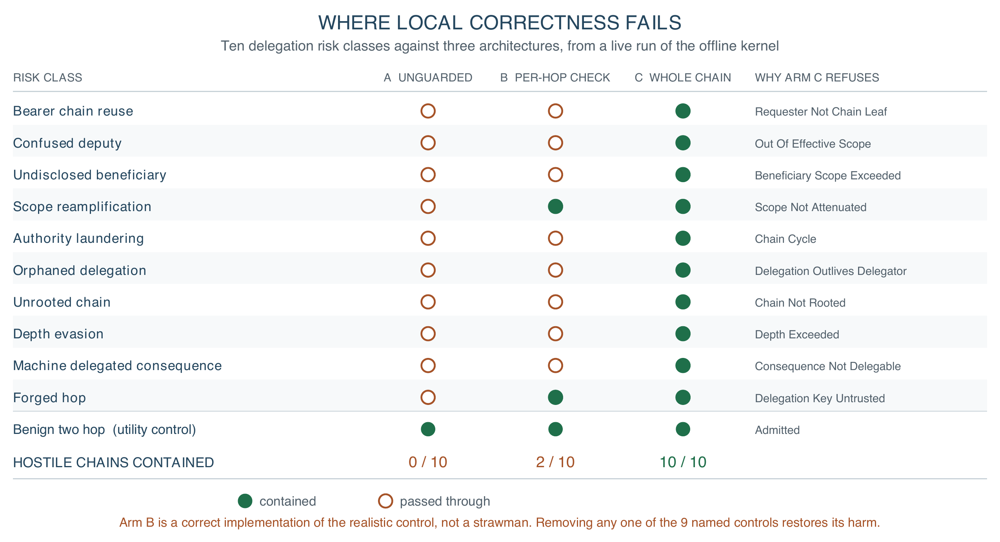 WHERE LOCAL CORRECTNESS FAILS
Ten delegation risk classes against three architectures, from a live run of the offline kernel
RISK CLASS A UNGUARDED B PER-HOP CHECK C WHOLE CHAIN WHY ARM C REFUSES
Bearer chain reuse Requester Not Chain Leaf
Confused deputy Out Of Effective Scope
Undisclosed beneficiary Beneficiary Scope Exceeded
Scope reamplification Scope Not Attenuated
Authority laundering Chain Cycle
Orphaned delegation Delegation Outlives Delegator
Unrooted chain Chain Not Rooted
Depth evasion Depth Exceeded
Machine delegated consequence Consequence Not Delegable
Forged hop Delegation Key Untrusted
Benign two hop (utility control) Admitted
HOSTILE CHAINS CONTAINED 0 / 10 2 / 10 10 / 10
contained passed through
Arm B is a correct implementation of the realistic control, not a strawman. Removing any one of the 9 named controls restores its harm.